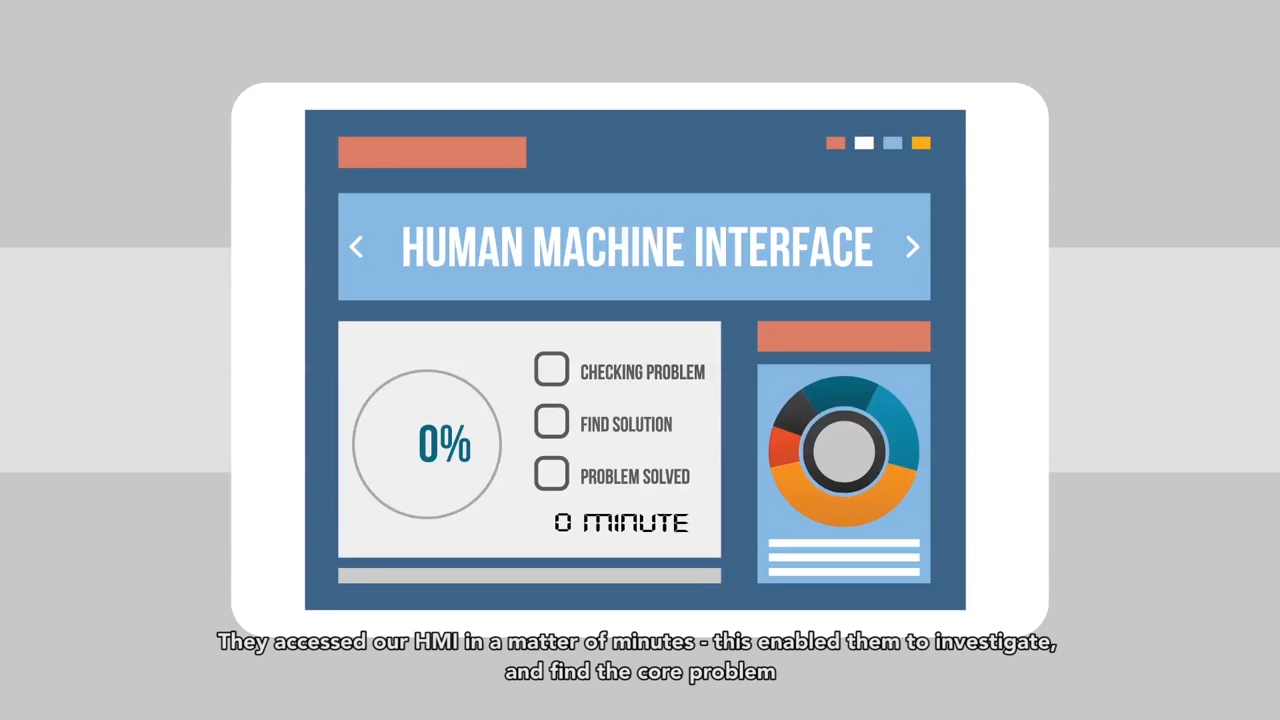 HUMAN MACHINE INTERFACE
0%
CHECKING PROBLEM
FIND SOLUTION
PROBLEM SOLVED
0 MINUTE
They accessed our HMI in a matter of minutes - this enabled them to investigate,
and find the core problem